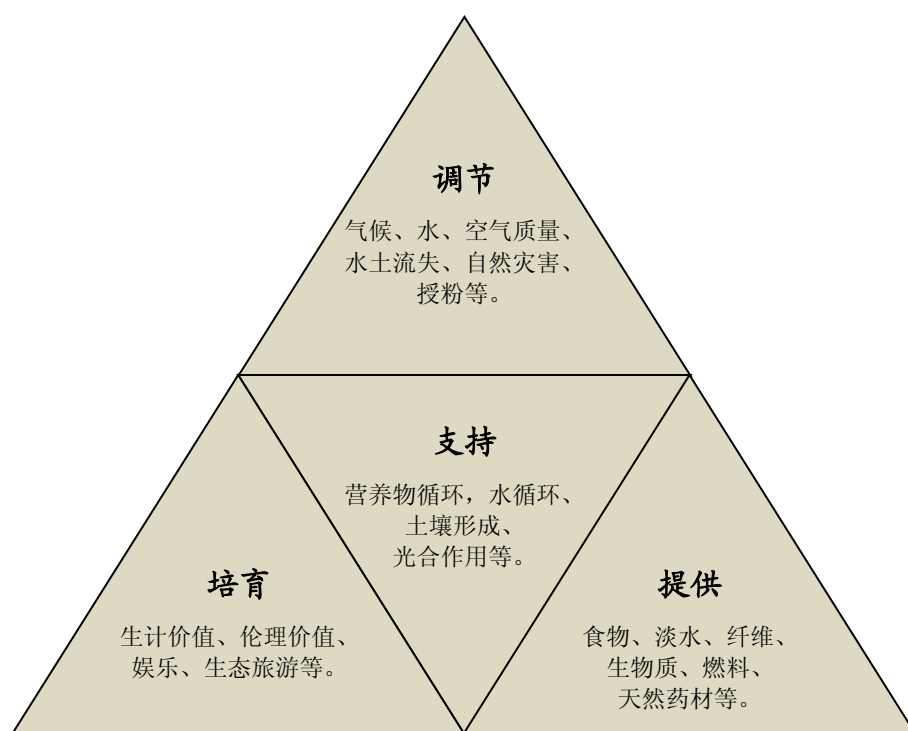 调节
气候、水、空气质量、
水土流失、自然灾害、
授粉等。
支持
营养物循环，水循环、
土壤形成、
光合作用等。
培育
生计价值、伦理价值、
娱乐、生态旅游等。
提供
食物、淡水、纤维、
生物质、燃料、
天然药材等。